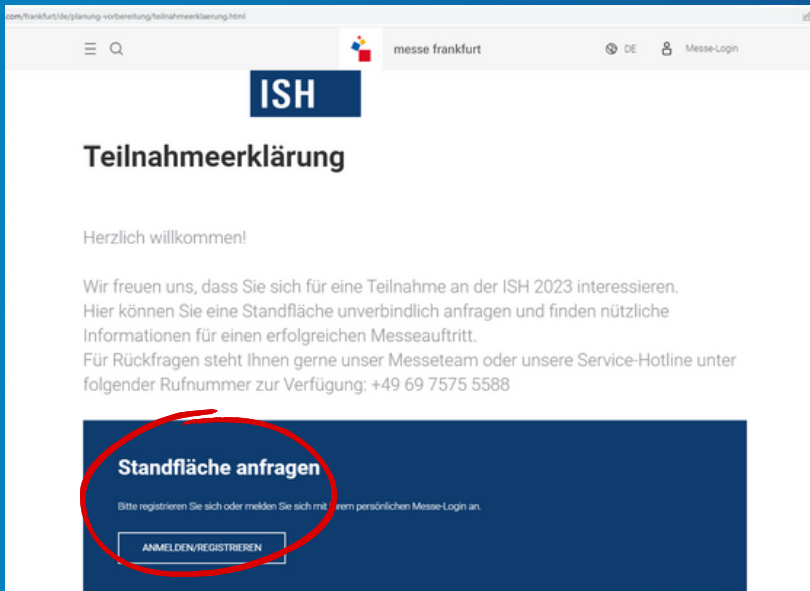 .com/frankfurt/de/planung-vorbereitung/teilnahmeerklaerung.html
messe frankfurt
DE
Messe-Login
ISH
Teilnahmeerklärung
Herzlich willkommen!
Wir freuen uns, dass Sie sich für eine Teilnahme an der ISH 2023 interessieren.
Hier können Sie eine Standfläche unverbindlich anfragen und finden nützliche
Informationen für einen erfolgreichen Messeauftritt.
Für Rückfragen steht Ihnen gerne unser Messeteam oder unsere Service-Hotline unter
folgender Rufnummer zur Verfügung: +49 69 7575 5588
Standfläche anfragen
Bitte registrieren Sie sich oder melden Sie sich mit Ihrem persönlichen Messe-Login an.
ANMELDEN/REGISTRIEREN